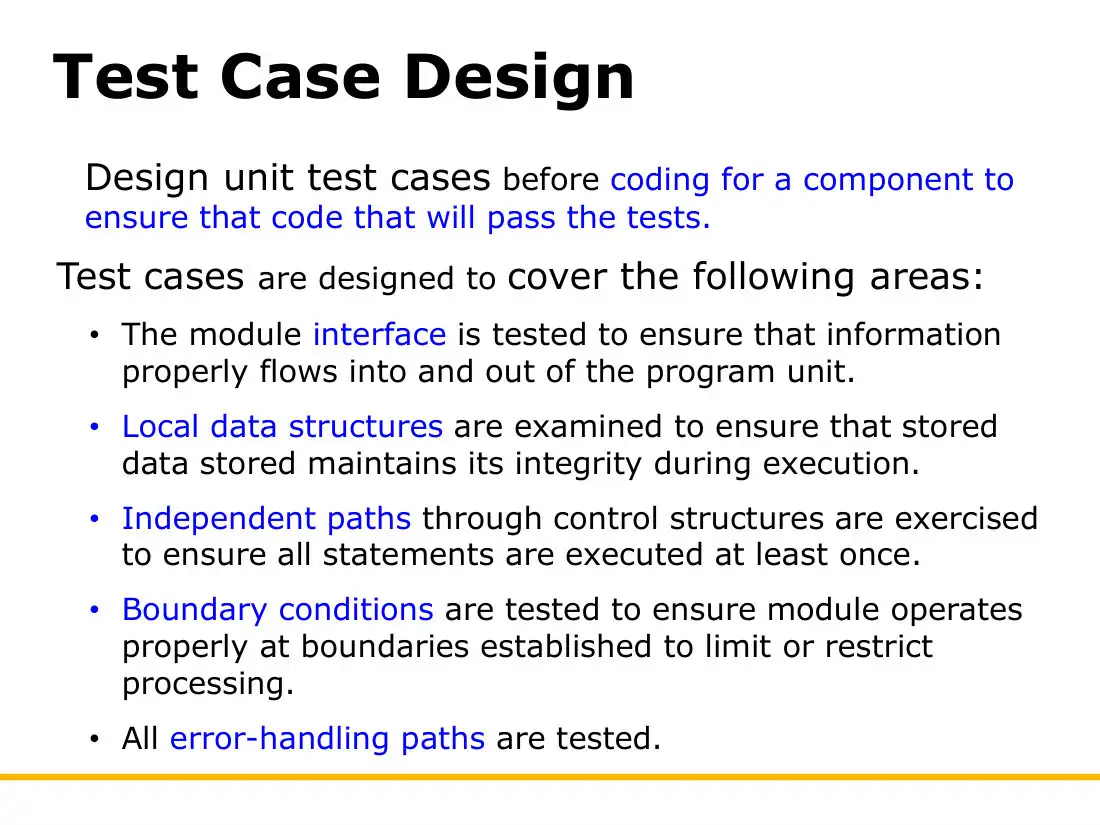 Test Case Design
Design unit test cases before coding for a component to
ensure that code that will pass the tests.
Test cases are designed to cover the following areas:
• The module interface is tested to ensure that information
properly flows into and out of the program unit.
• Local data structures are examined to ensure that stored
data stored maintains its integrity during execution.
• Independent paths through control structures are exercised
to ensure all statements are executed at least once.
• Boundary conditions are tested to ensure module operates
properly at boundaries established to limit or restrict
processing.
• All error-handling paths are tested.